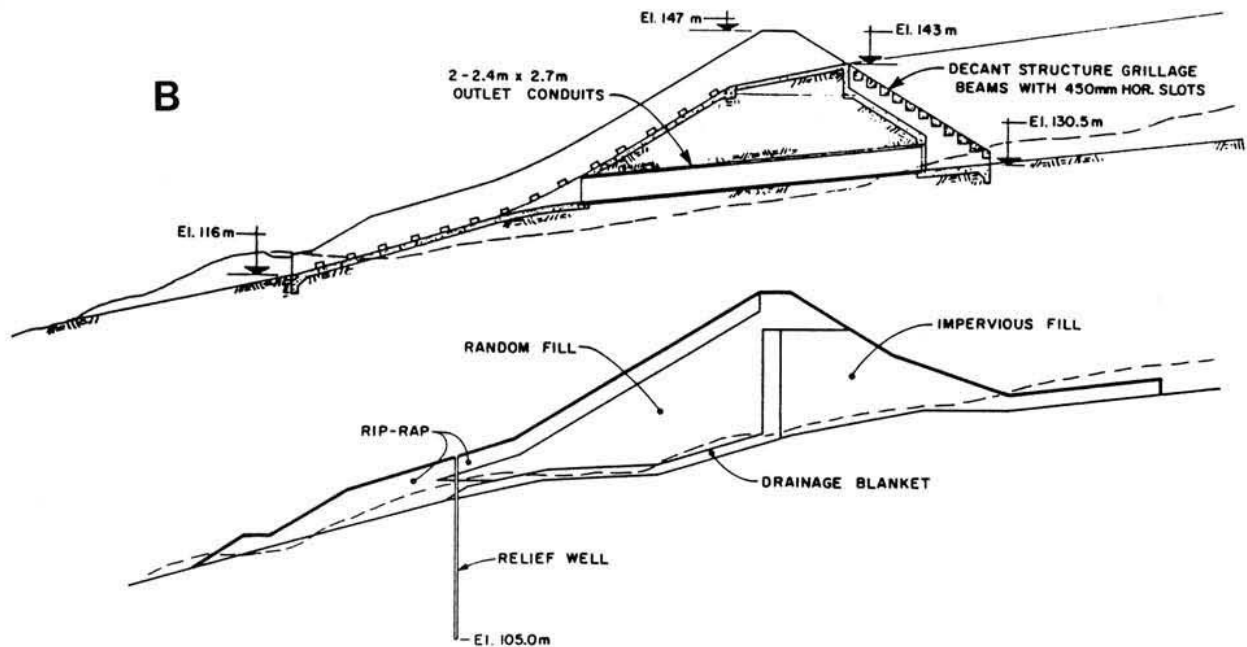 B
El. 147 m
El. 143 m
2 - 2.4m x 2.7m
OUTLET CONDUITS
DECANT STRUCTURE GRILLAGE
BEAMS WITH 450mm HOR. SLOTS
El. 130.5 m
El. 116 m
RANDOM FILL
IMPERVIOUS FILL
RIP-RAP
DRAINAGE BLANKET
RELIEF WELL
El. 105.0m